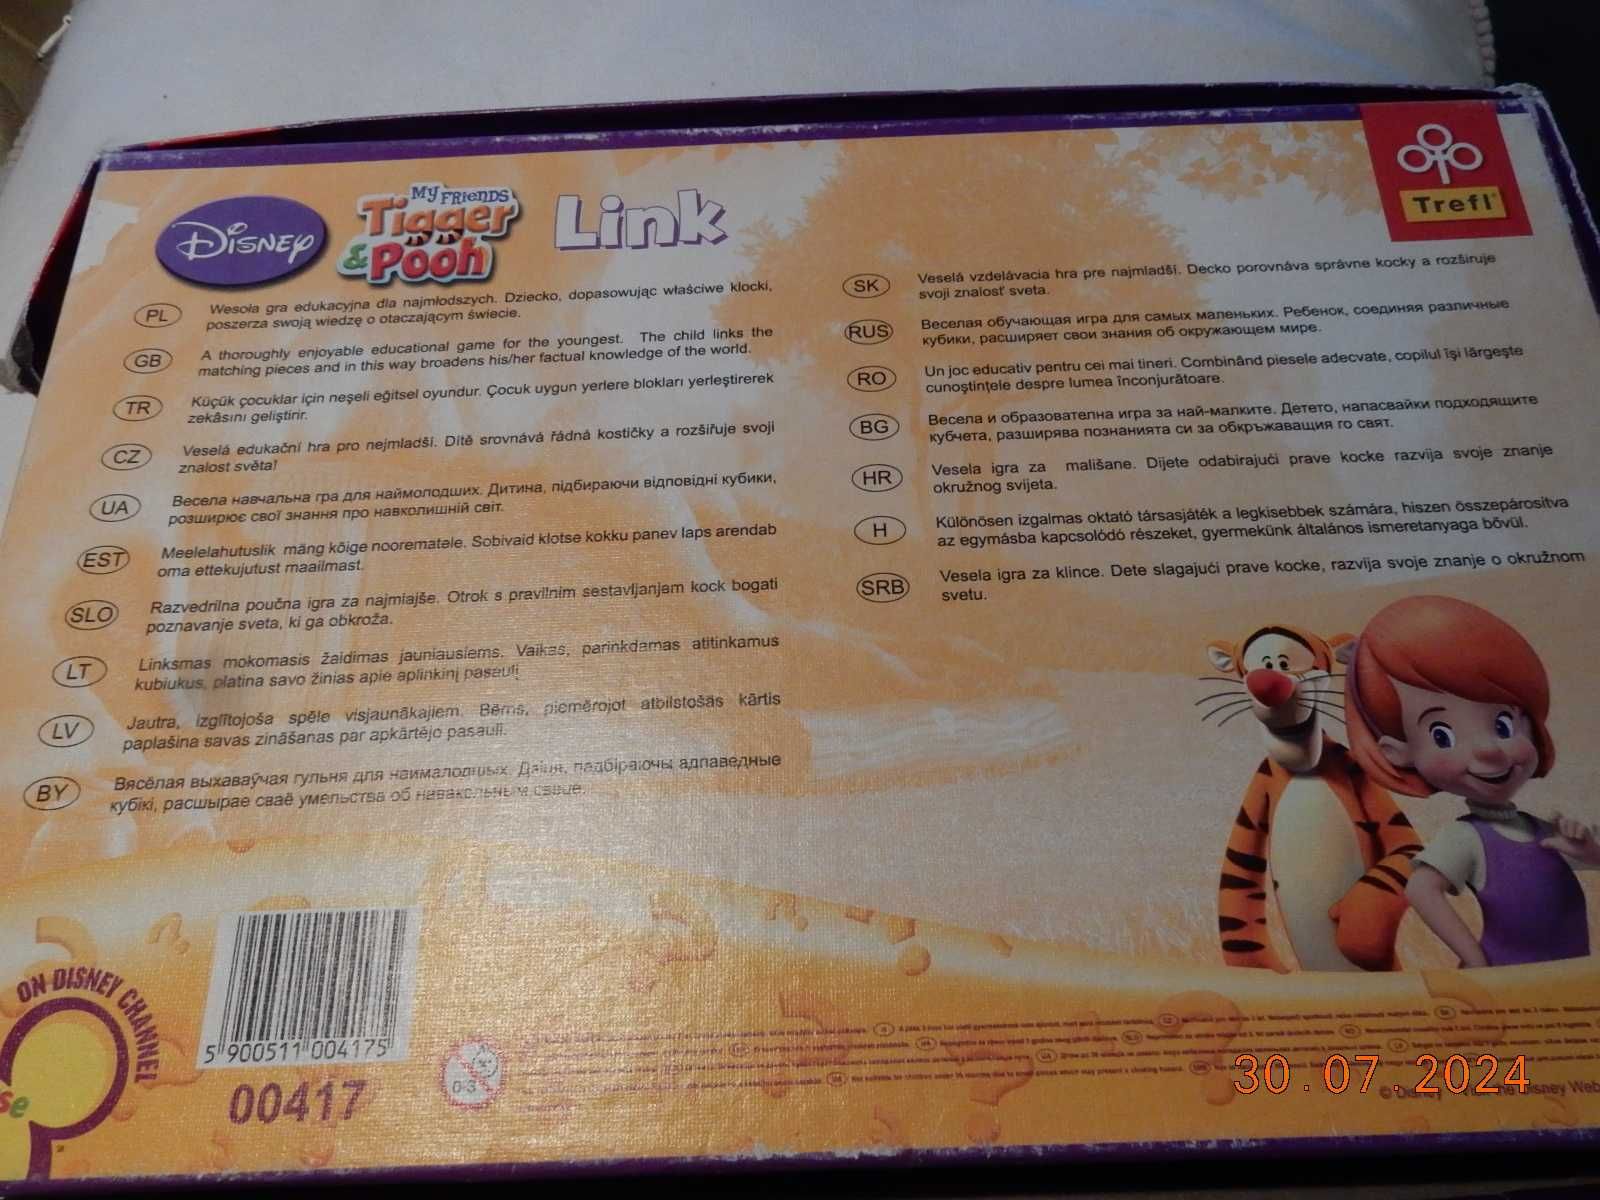 Disney
My Friends
Tigger
& Pooh
Link
Trefl
PL
Wesoła gra edukacyjna dla najmłodszych. Dziecko, dopasowując właściwe klocki,
poszerza swoją wiedzę o otaczającym świecie.
GB
A thoroughly enjoyable educational game for the youngest. The child links the
matching pieces and in this way broadens his/her factual knowledge of the world.
TR
Küçük çocuklar için neşeli eğitsel oyundur. Çocuk uygun yerlere blokları yerleştirerek
zekâsını geliştirir.
CZ
Veselá edukační hra pro nejmladší. Dítě srovnává řádná kostičky a rozšiřuje svoji
znalost světa!
UA
Весела навчальна гра для наймолодших. Дитина, підбираючи відповідні кубики,
розширює свої знання про навколишній світ.
EST
Meelelahutuslik mäng kõige noorematele. Sobivaid klotse kokku panev laps arendab
oma ettekujutust maailmast.
SLO
Razvedrilna poučna igra za najmlajše. Otrok s pravilnim sestavljanjem kock bogati
poznavanje sveta, ki ga obkroža.
LT
Linksmas mokomasis žaidimas jauniausiems. Vaikas, parinkdamas atitinkamus
kubiukus, platina savo žinias apie aplinkinį pasaulį
LV
Jautra, izglītojoša spēle visjaunākajiem. Bērns, piemērojot atbilstošās kārtis
paplašina savas zināšanas par apkārtējo pasauli.
BY
Вясёлая выхаваўчая гульня для наймалодшых. Дзіця, падбіраючы адпаведныя
кубікі, расшырае сваё умельства об навакольным свеце.
SK
Veselá vzdelávacia hra pre najmladší. Decko porovnáva správne kocky a rozširuje
svoji znalosť sveta.
RUS
Веселая обучающая игра для самых маленьких. Ребенок, соединяя различные
кубики, расширяет свои знания об окружающем мире.
RO
Un joc educativ pentru cei mai tineri. Combinând piesele adecvate, copilul îşi lărgeşte
cunoştinţele despre lumea înconjurătoare.
BG
Весела и образователна игра за най-малките. Детето, напасвайки подходящите
кубчета, разширява познанията си за обкръжаващия го свят.
HR
Vesela igra za mališane. Dijete odabirajući prave kocke razvija svoje znanje
okružnog svijeta.
H
Különösen izgalmas oktató társasjáték a legkisebbek számára, hiszen összepárosítva
az egymásba kapcsolódó részeket, gyermekünk általános ismeretanyaga bővül.
SRB
Vesela igra za klince. Dete slagajući prave kocke, razvija svoje znanje o okružnom
svetu.
ON DISNEY CHANNEL
se
5 900511 004175
00417
0-3
30.07.2024
© Disney Visit the Disney Web